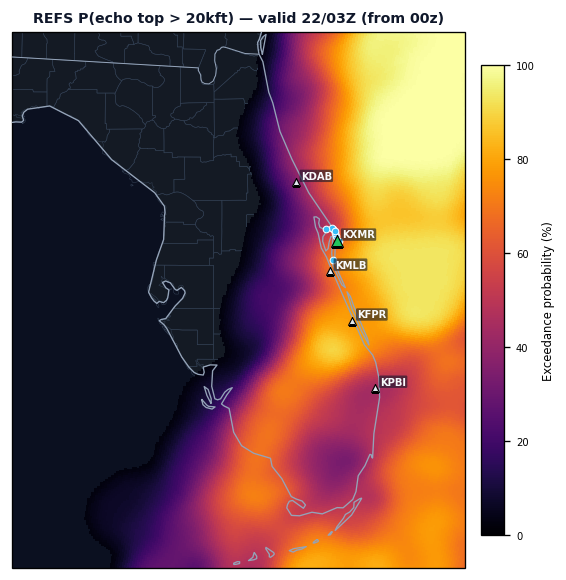 REFS P(echo top > 20kft) — valid 22/03Z (from 00z)
KDAB
KXMR
KMLB
KFPR
KPBI
100
80
60
40
20
0
Exceedance probability (%)